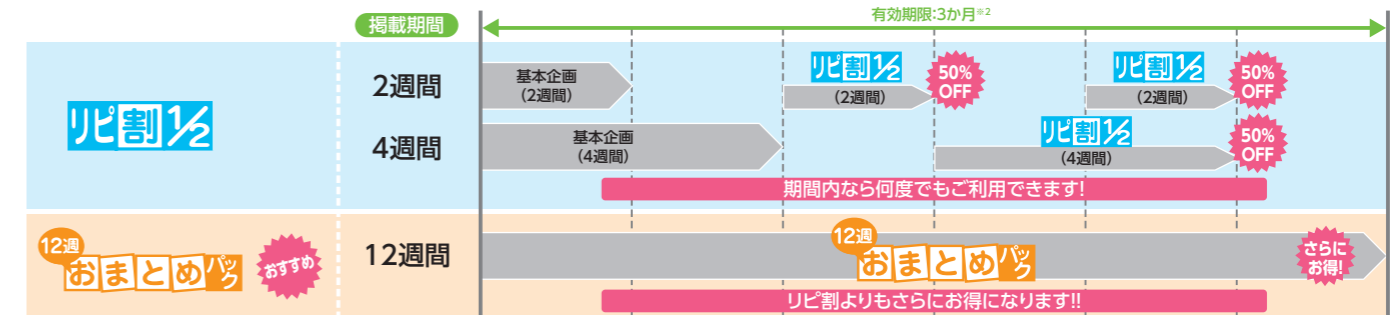 掲載期間
有効期限:3か月※2
リピ割1/2
2週間
基本企画
(2週間)
リピ割1/2
(2週間)
50%
OFF
リピ割1/2
(2週間)
50%
OFF
4週間
基本企画
(4週間)
リピ割1/2
(4週間)
50%
OFF
期間内なら何度でもご利用できます!
12週
おまとめパック
おすすめ
12週間
12週
おまとめパック
さらに
お得!
リピ割よりもさらにお得になります!!